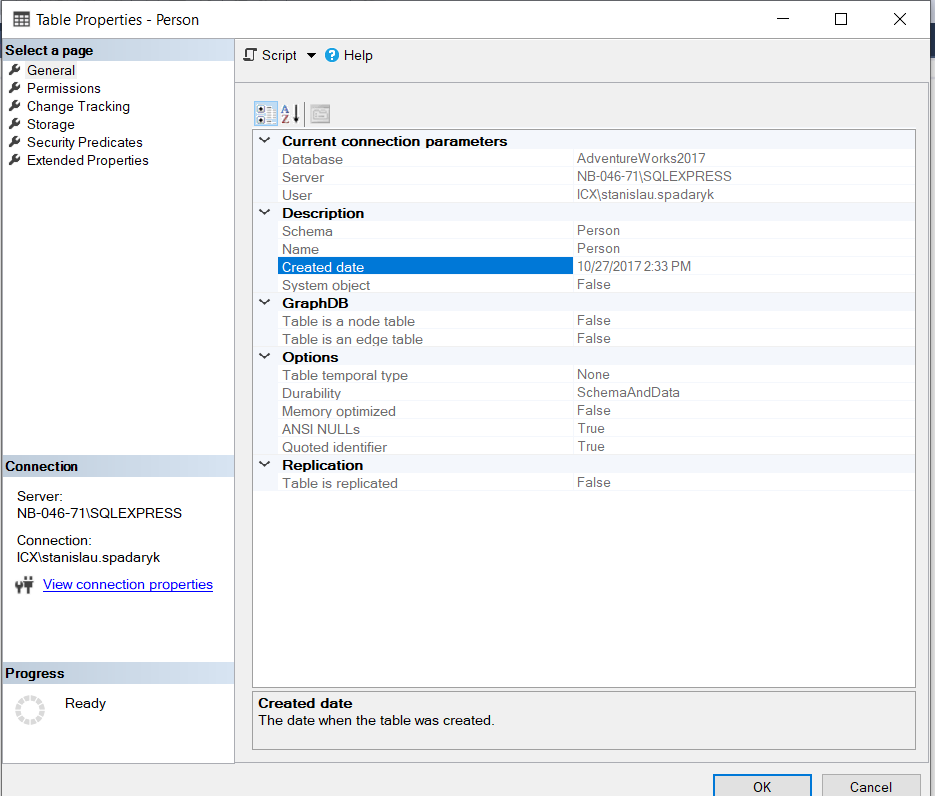 Table Properties - Person
Select a page
General
Permissions
Change Tracking
Storage
Security Predicates
Extended Properties
Connection
Server:
NB-046-71\SQLEXPRESS
Connection:
ICX\stanislau.spadaryk
View connection properties
Progress
Ready
Script Help
A
Z
Current connection parameters
Database AdventureWorks2017
Server NB-046-71\SQLEXPRESS
User ICX\stanislau.spadaryk
Description
Schema Person
Name Person
Created date 10/27/2017 2:33 PM
System object False
GraphDB
Table is a node table False
Table is an edge table False
Options
Table temporal type None
Durability SchemaAndData
Memory optimized False
ANSI NULLs True
Quoted identifier True
Replication
Table is replicated False
Created date
The date when the table was created.
OK Cancel